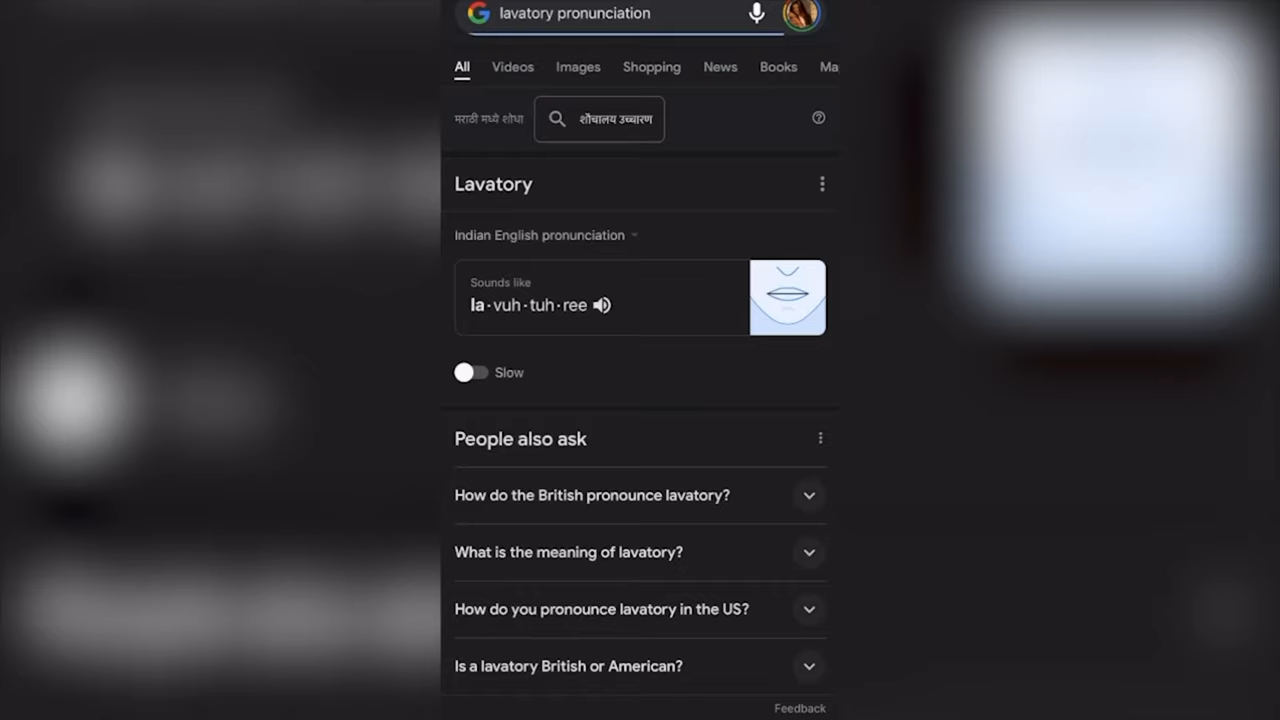 lavatory pronunciation
All Videos Images Shopping News Books Ma
मराठी मध्ये शोधा शौचालय उच्चारण
Lavatory
Indian English pronunciation
Sounds like
la·vuh·tuh·ree
Slow
People also ask
How do the British pronounce lavatory?
What is the meaning of lavatory?
How do you pronounce lavatory in the US?
Is a lavatory British or American?
Feedback